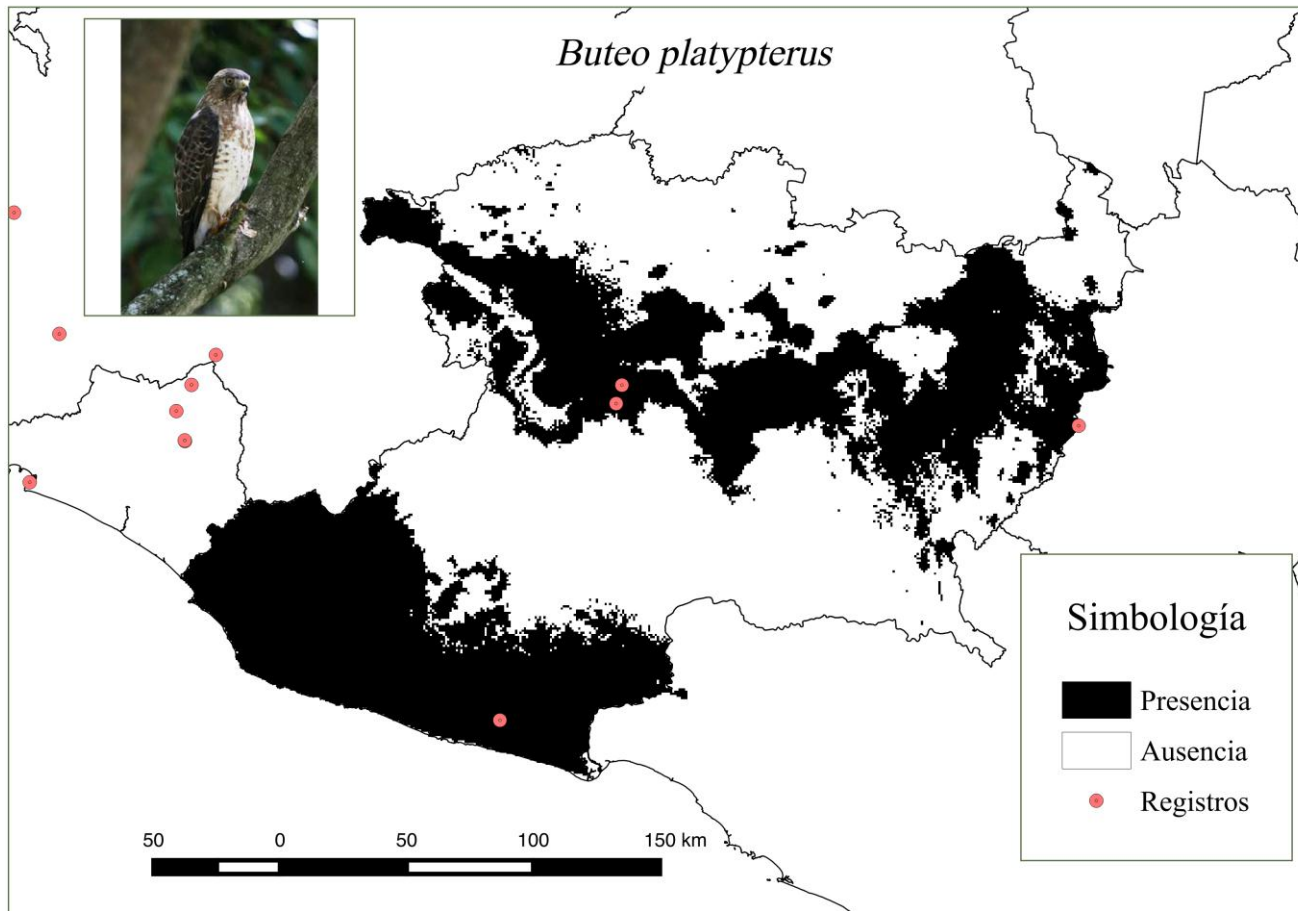 Buteo platypterus
Simbología
Presencia
Ausencia
Registros
50 0 50 100 150 km